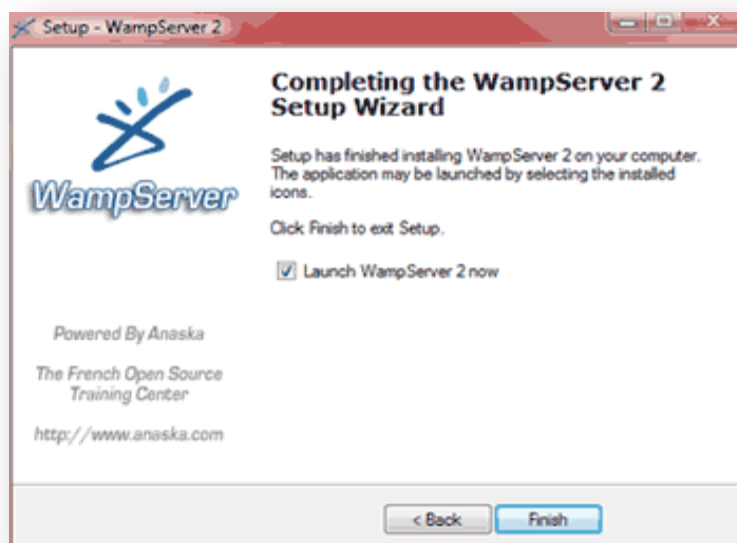 Setup - WampServer 2
Completing the WampServer 2
Setup Wizard
Setup has finished installing WampServer 2 on your computer.
The application may be launched by selecting the installed
icons.
Click Finish to exit Setup.
Launch WampServer 2 now
WampServer
Powered By Anaska
The French Open Source
Training Center
http://www.anaska.com
< Back
Finish